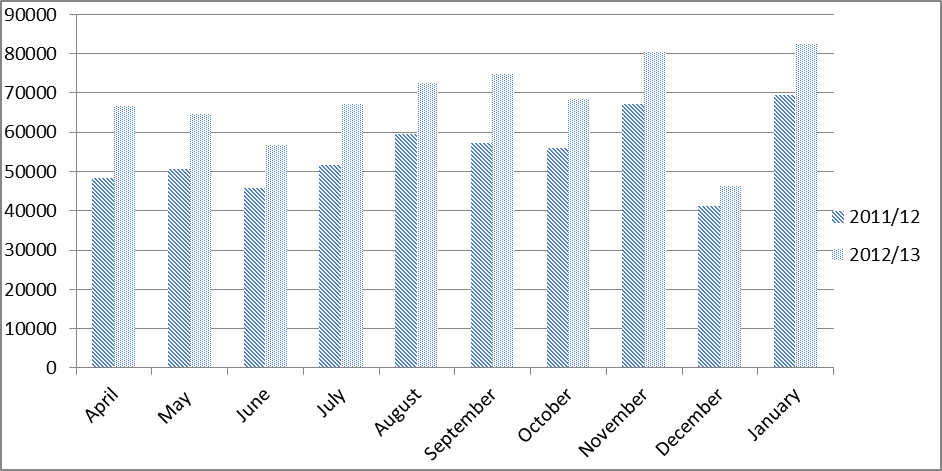 90000
80000
70000
60000
50000
40000
30000
20000
10000
0
April
May
June
July
August
September
October
November
December
January
2011/12
2012/13